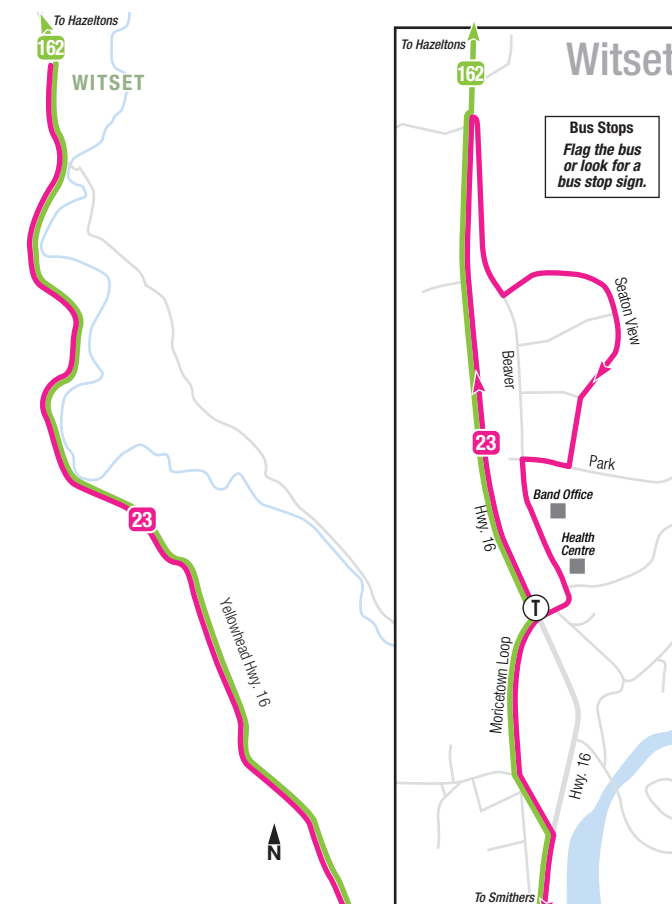 To Hazeltons
162
WITSET
23
Yellowhead Hwy. 16
N
Witset
To Hazeltons
162
Bus Stops
Flag the bus
or look for a
bus stop sign.
Seaton View
Beaver
23
Park
Band Office
Hwy. 16
Health
Centre
T
Moricetown Loop
Hwy. 16
To Smithers